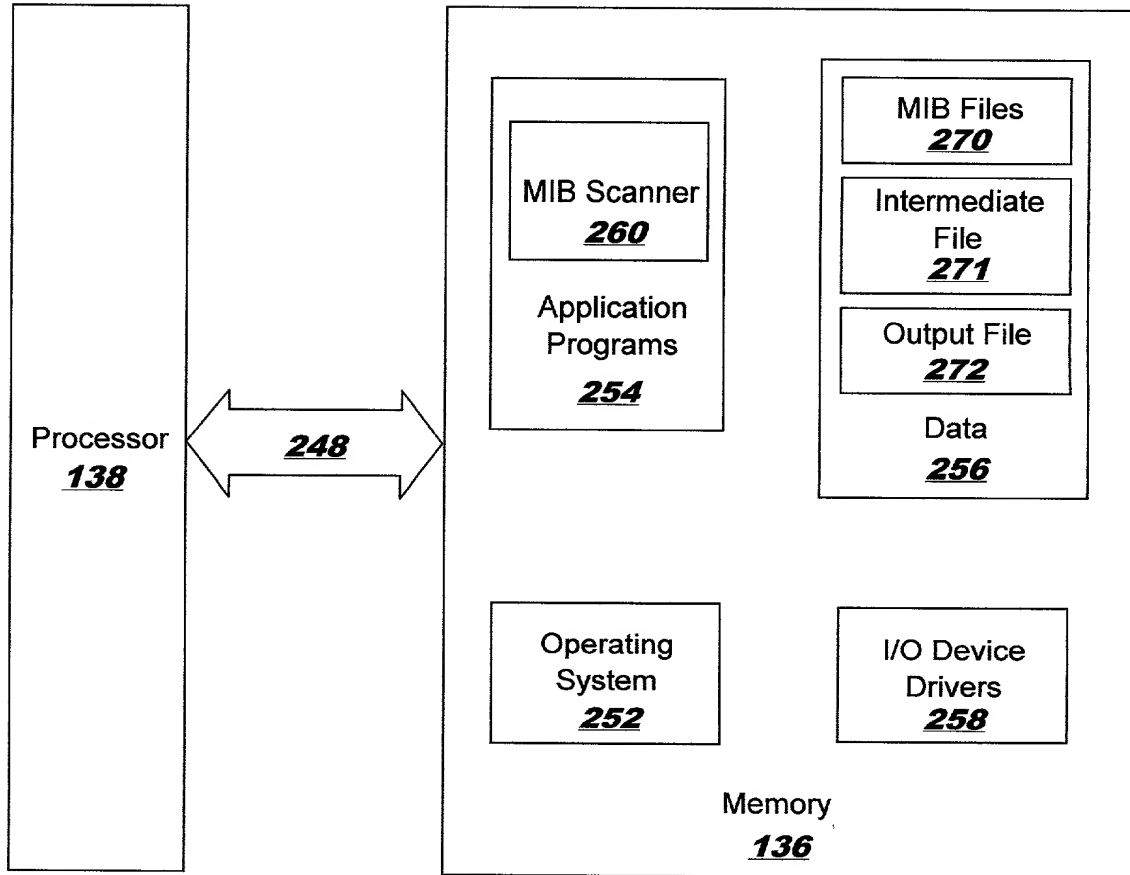 Processor
138
248
MIB Scanner
260
Application
Programs
254
MIB Files
270
Intermediate
File
271
Output File
272
Data
256
Operating
System
252
I/O Device
Drivers
258
Memory
136